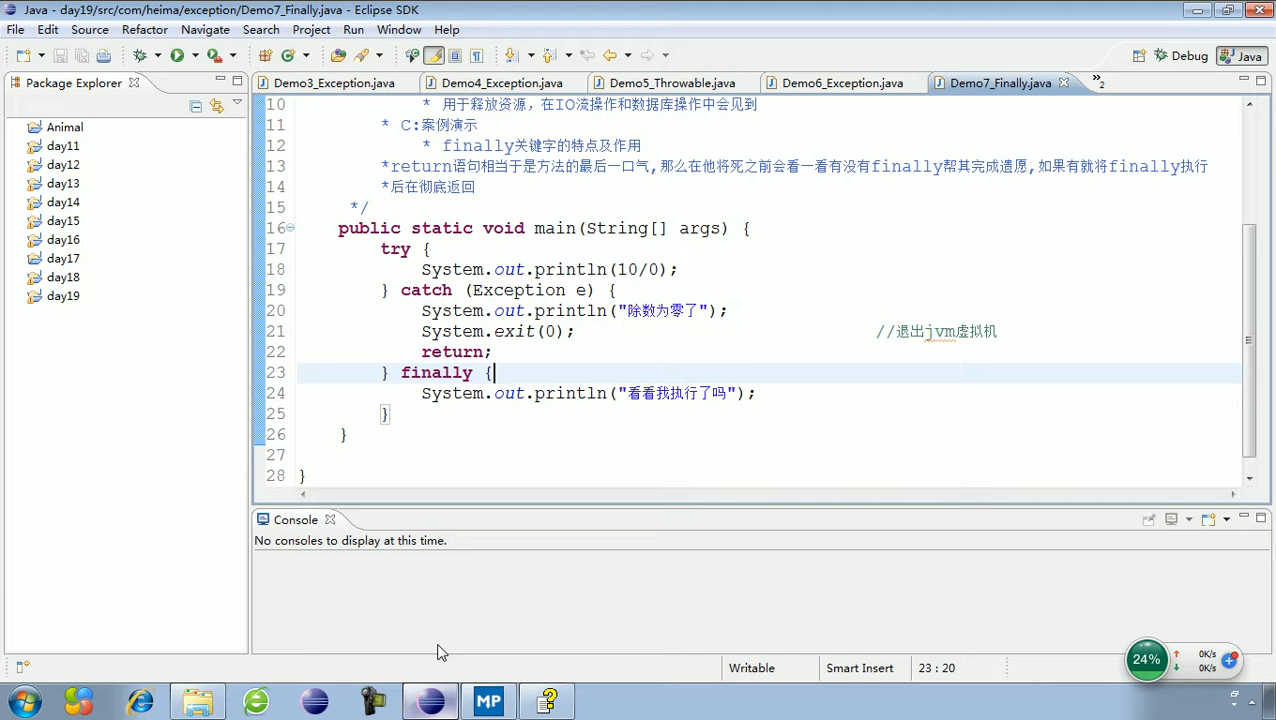 Java - day19/src/com/heima/exception/Demo7_Finally.java - Eclipse SDK
File Edit Source Refactor Navigate Search Project Run Window Help
Debug Java
Package Explorer
Demo3_Exception.java Demo4_Exception.java Demo5_Throwable.java Demo6_Exception.java Demo7_Finally.java »2
Animal
day11
day12
day13
day14
day15
day16
day17
day18
day19
10 * 用于释放资源，在IO流操作和数据库操作中会见到
11 * C:案例演示
12 * finally关键字的特点及作用
13 *return语句相当于是方法的最后一口气,那么在他将死之前会看一看有没有finally帮其完成遗愿,如果有就将finally执行
14 *后在彻底返回
15 */
16 public static void main(String[] args) {
17 try {
18 System.out.println(10/0);
19 } catch (Exception e) {
20 System.out.println("除数为零了");
21 System.exit(0); //退出jvm虚拟机
22 return;
23 } finally {
24 System.out.println("看看我执行了吗");
25 }
26 }
27
28 }
Console
No consoles to display at this time.
Writable Smart Insert 23 : 20
24% 0K/s
0K/s
MP